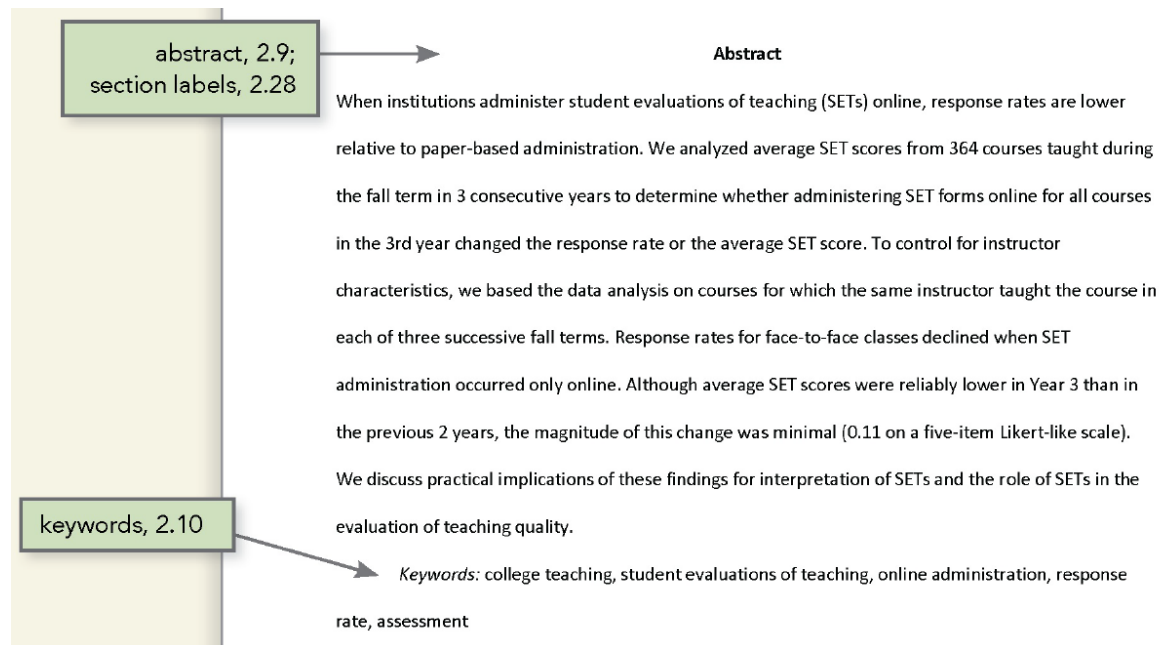 abstract, 2.9;
section labels, 2.28
Abstract
When institutions administer student evaluations of teaching (SETs) online, response rates are lower
relative to paper-based administration. We analyzed average SET scores from 364 courses taught during
the fall term in 3 consecutive years to determine whether administering SET forms online for all courses
in the 3rd year changed the response rate or the average SET score. To control for instructor
characteristics, we based the data analysis on courses for which the same instructor taught the course in
each of three successive fall terms. Response rates for face-to-face classes declined when SET
administration occurred only online. Although average SET scores were reliably lower in Year 3 than in
the previous 2 years, the magnitude of this change was minimal (0.11 on a five-item Likert-like scale).
We discuss practical implications of these findings for interpretation of SETs and the role of SETs in the
evaluation of teaching quality.
keywords, 2.10
Keywords: college teaching, student evaluations of teaching, online administration, response
rate, assessment